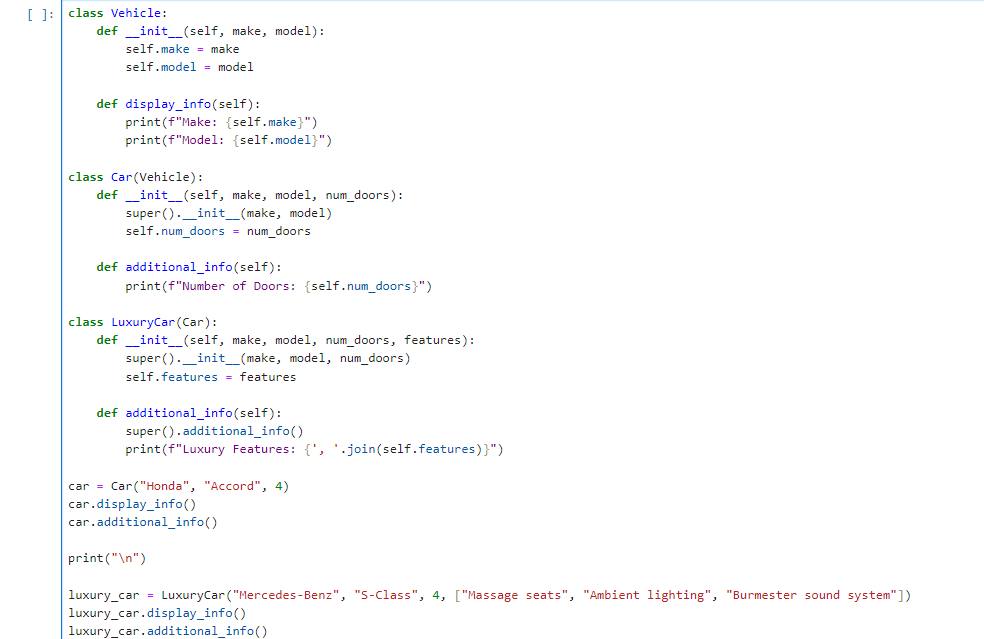 [ ]: class Vehicle:
    def __init__(self, make, model):
        self.make = make
        self.model = model

    def display_info(self):
        print(f"Make: {self.make}")
        print(f"Model: {self.model}")

class Car(Vehicle):
    def __init__(self, make, model, num_doors):
        super().__init__(make, model)
        self.num_doors = num_doors

    def additional_info(self):
        print(f"Number of Doors: {self.num_doors}")

class LuxuryCar(Car):
    def __init__(self, make, model, num_doors, features):
        super().__init__(make, model, num_doors)
        self.features = features

    def additional_info(self):
        super().additional_info()
        print(f"Luxury Features: {', '.join(self.features)}")

car = Car("Honda", "Accord", 4)
car.display_info()
car.additional_info()

print("\n")

luxury_car = LuxuryCar("Mercedes-Benz", "S-Class", 4, ["Massage seats", "Ambient lighting", "Burmester sound system"])
luxury_car.display_info()
luxury_car.additional_info()